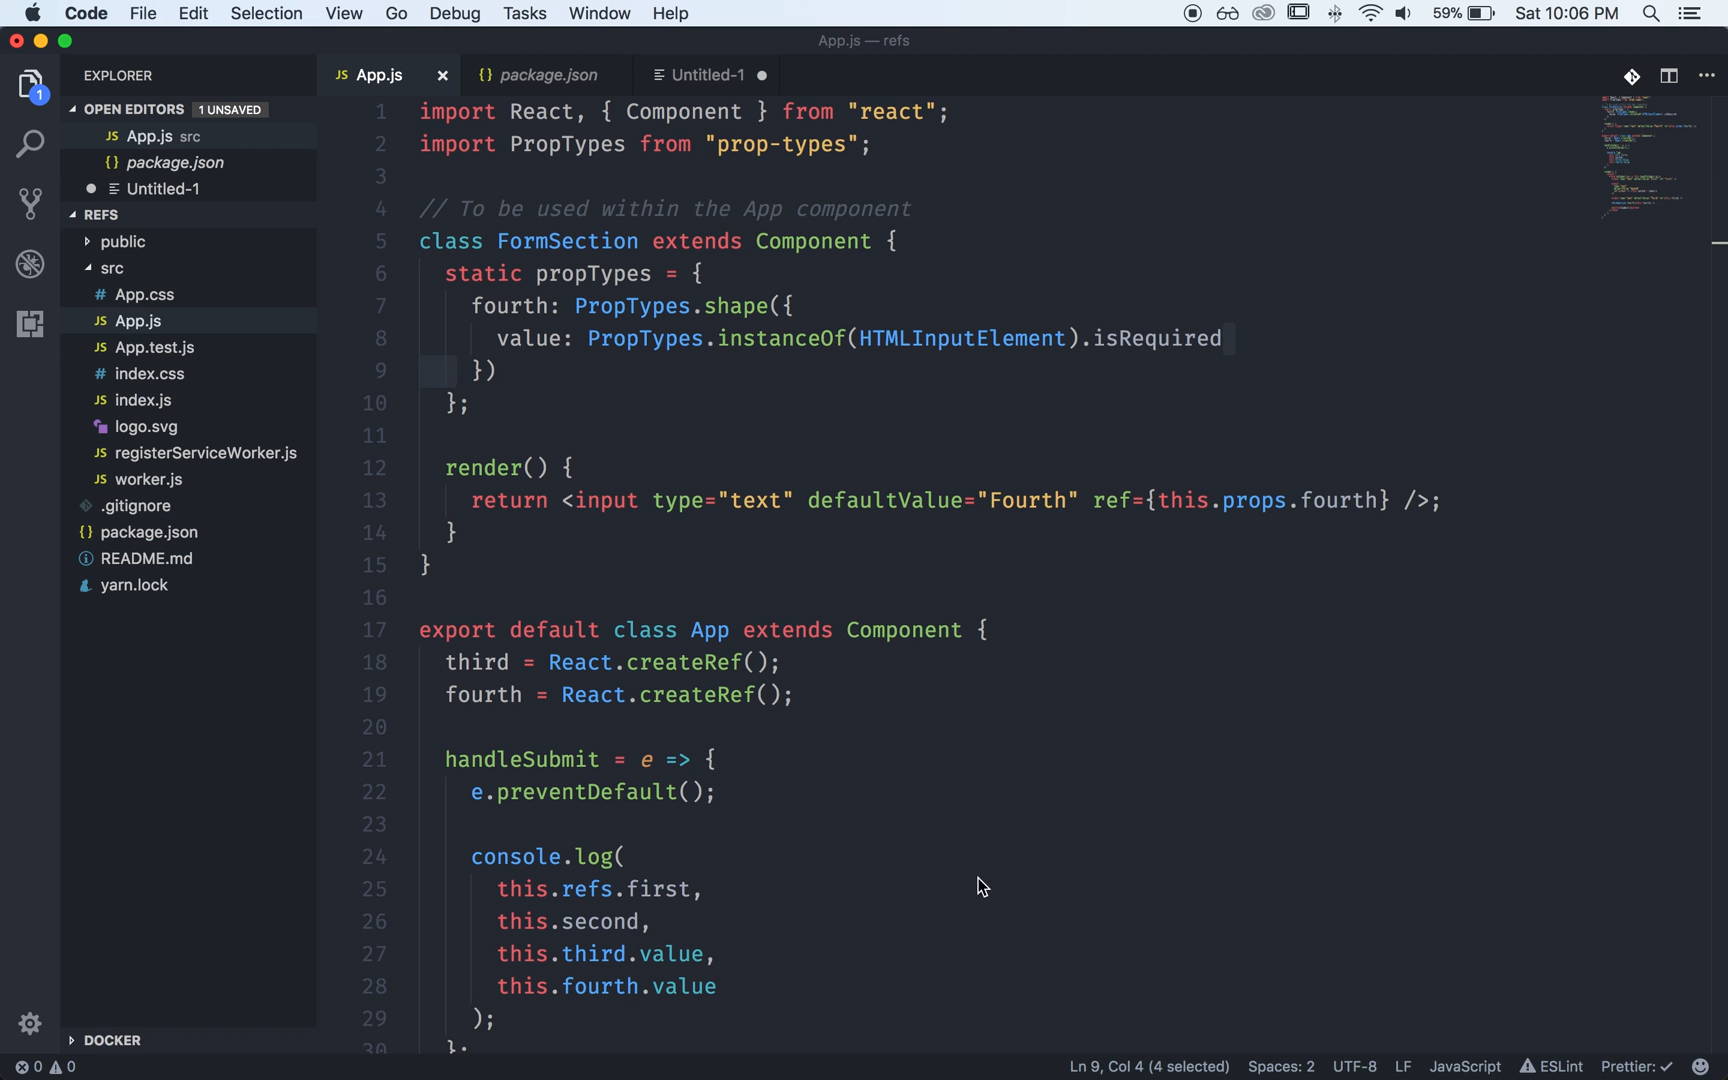 Code File Edit Selection View Go Debug Tasks Window Help 59% Sat 10:06 PM
App.js — refs
EXPLORER
1
OPEN EDITORS 1 UNSAVED
JS App.js src
{} package.json
Untitled-1
REFS
public
src
# App.css
JS App.js
JS App.test.js
# index.css
JS index.js
logo.svg
JS registerServiceWorker.js
JS worker.js
.gitignore
{} package.json
README.md
yarn.lock
DOCKER
JS App.js × {} package.json Untitled-1
1 import React, { Component } from "react";
2 import PropTypes from "prop-types";
3
4 // To be used within the App component
5 class FormSection extends Component {
6 static propTypes = {
7 fourth: PropTypes.shape({
8 value: PropTypes.instanceOf(HTMLInputElement).isRequired
9 })
10 };
11
12 render() {
13 return <input type="text" defaultValue="Fourth" ref={this.props.fourth} />;
14 }
15 }
16
17 export default class App extends Component {
18 third = React.createRef();
19 fourth = React.createRef();
20
21 handleSubmit = e => {
22 e.preventDefault();
23
24 console.log(
25 this.refs.first,
26 this.second,
27 this.third.value,
28 this.fourth.value
29 );
30 };
0 0 Ln 9, Col 4 (4 selected) Spaces: 2 UTF-8 LF JavaScript ESLint Prettier: ✓